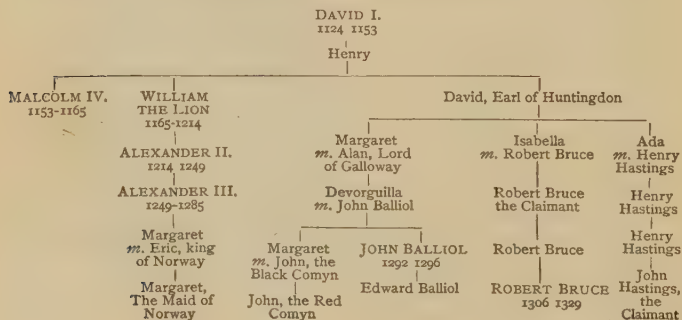 DAVID I.
1124 1153
Henry
MALCOLM IV.
1153-1165
WILLIAM
THE LION
1165-1214
ALEXANDER II.
1214 1249
ALEXANDER III.
1249-1285
Margaret
m. Eric, king
of Norway
Margaret,
The Maid of
Norway
David, Earl of Huntingdon
Margaret
m. Alan, Lord
of Galloway
Devorguilla
m. John Balliol
Margaret
m. John, the
Black Comyn
John, the Red
Comyn
JOHN BALLIOL
1292 1296
Edward Balliol
Isabella
m. Robert Bruce
Robert Bruce
the Claimant
Robert Bruce
ROBERT BRUCE
1306 1329
Ada
m. Henry
Hastings
Henry
Hastings
Henry
Hastings
John
Hastings,
the
Claimant